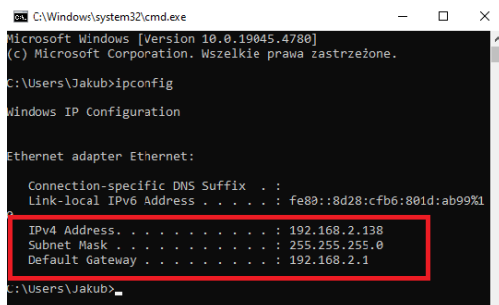 C:\Windows\system32\cmd.exe
Microsoft Windows [Version 10.0.19045.4780]
(c) Microsoft Corporation. Wszelkie prawa zastrzeżone.
C:\Users\Jakub>ipconfig
Windows IP Configuration
Ethernet adapter Ethernet:
Connection-specific DNS Suffix . :
Link-local IPv6 Address . . . . . : fe80::8d28:cfb6:801d:ab99%1
IPv4 Address. . . . . . . . . . . : 192.168.2.138
Subnet Mask . . . . . . . . . . . : 255.255.255.0
Default Gateway . . . . . . . . . : 192.168.2.1
C:\Users\Jakub>